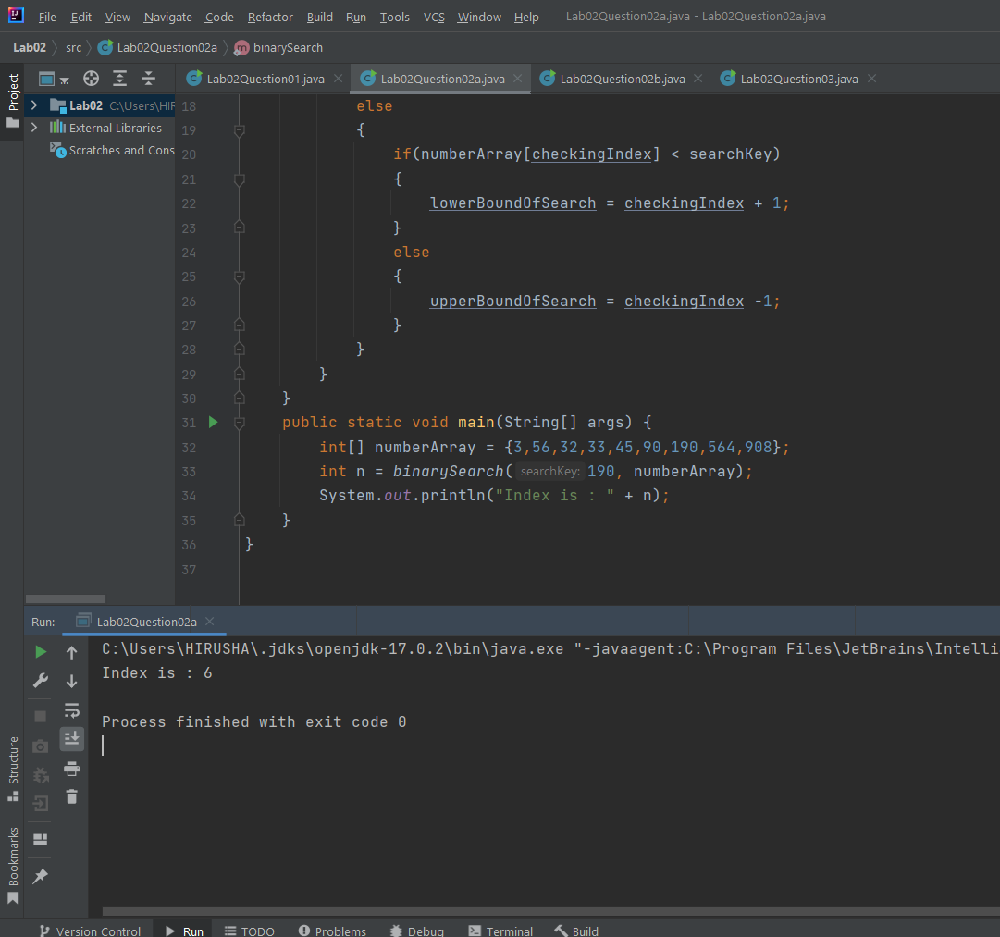 File Edit View Navigate Code Refactor Build Run Tools VCS Window Help Lab02Question02a.java - Lab02Question02a.java
Lab02 src Lab02Question02a binarySearch
Project
Lab02Question01.java Lab02Question02a.java Lab02Question02b.java Lab02Question03.java
Lab02 C:\Users\HIR
External Libraries
Scratches and Cons
18 else
19 {
20 if(numberArray[checkingIndex] < searchKey)
21 {
22 lowerBoundOfSearch = checkingIndex + 1;
23 }
24 else
25 {
26 upperBoundOfSearch = checkingIndex -1;
27 }
28 }
29 }
30 }
31 public static void main(String[] args) {
32 int[] numberArray = {3,56,32,33,45,90,190,564,908};
33 int n = binarySearch( searchKey: 190, numberArray);
34 System.out.println("Index is : " + n);
35 }
36 }
37
Run: Lab02Question02a
C:\Users\HIRUSHA\.jdks\openjdk-17.0.2\bin\java.exe "-javaagent:C:\Program Files\JetBrains\Intelli
Index is : 6
Process finished with exit code 0
Structure
Bookmarks
Version Control Run TODO Problems Debug Terminal Build